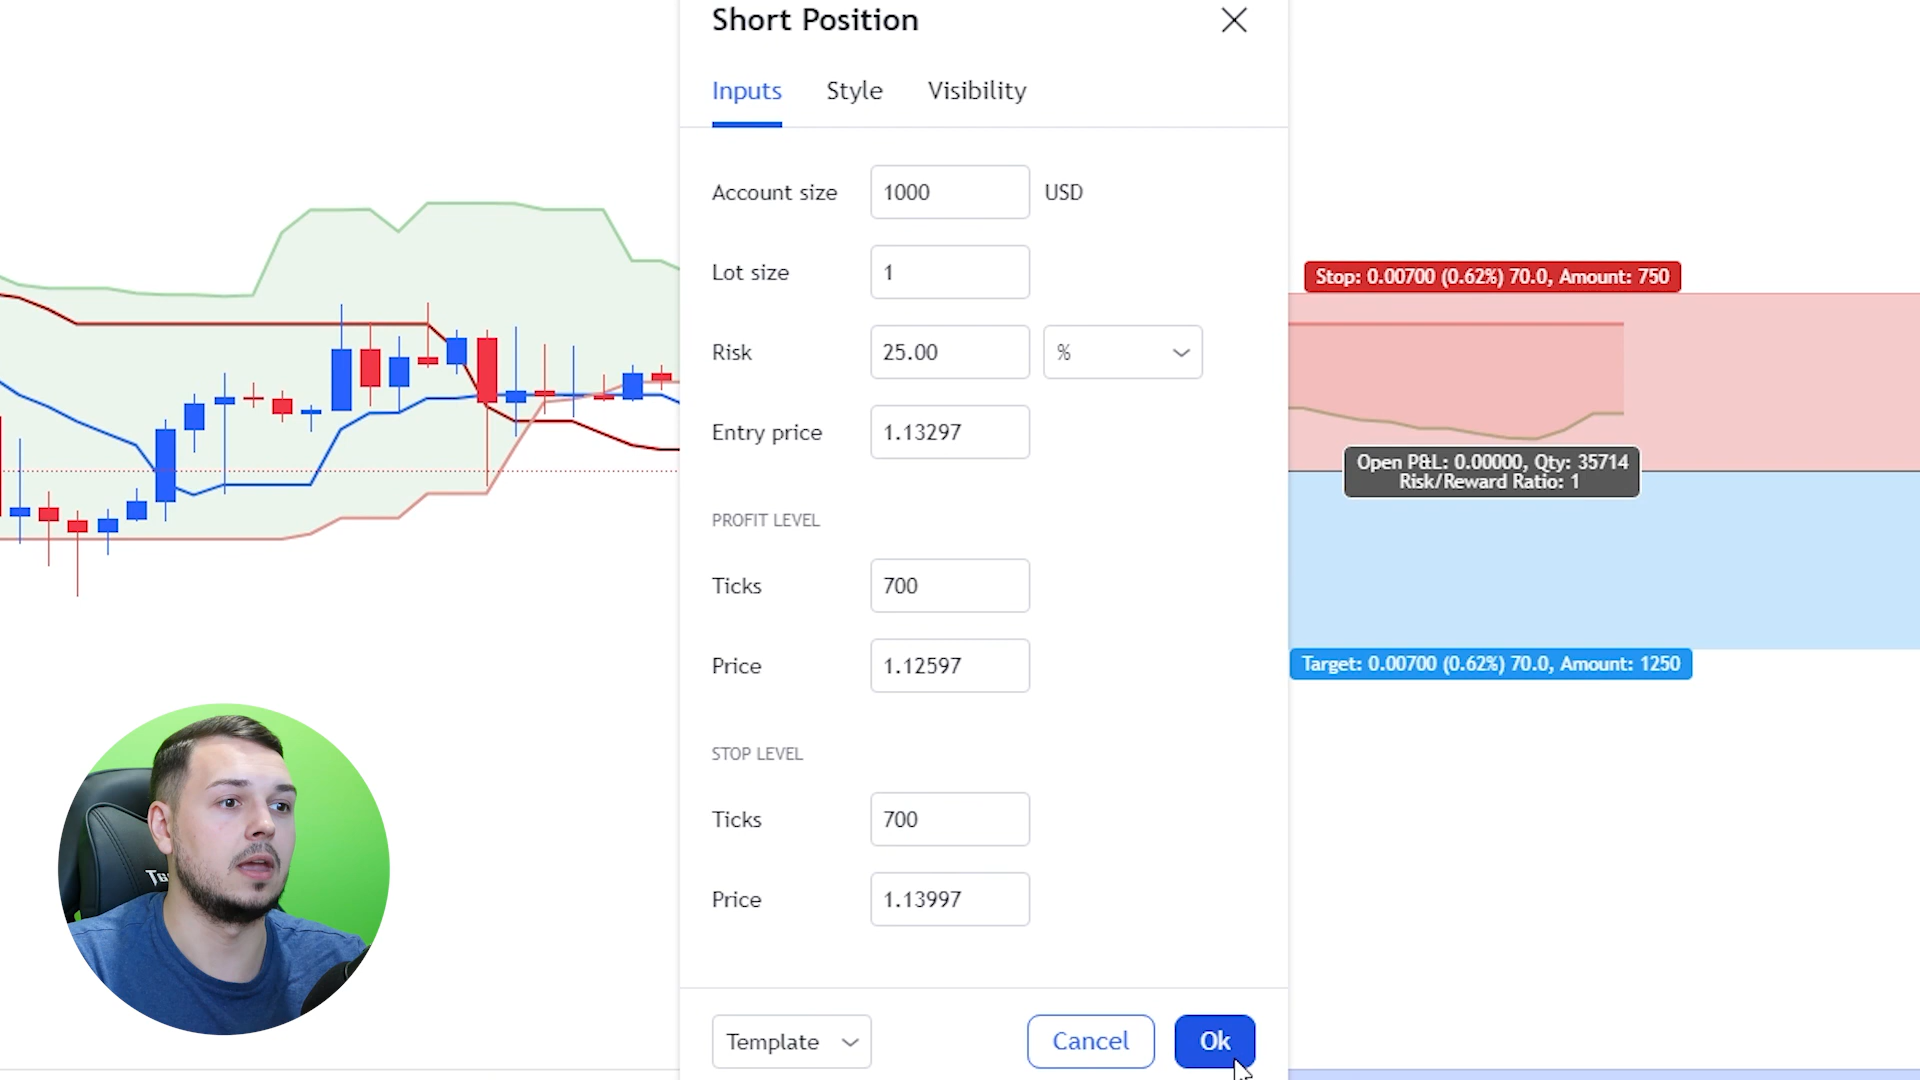 Short Position
Inputs Style Visibility
Account size 1000 USD
Lot size 1
Risk 25.00 %
Entry price 1.13297
PROFIT LEVEL
Ticks 700
Price 1.12597
STOP LEVEL
Ticks 700
Price 1.13997
Template Cancel Ok
Stop: 0.00700 (0.62%) 70.0, Amount: 750
Open P&L: 0.00000, Qty: 35714
Risk/Reward Ratio: 1
Target: 0.00700 (0.62%) 70.0, Amount: 1250